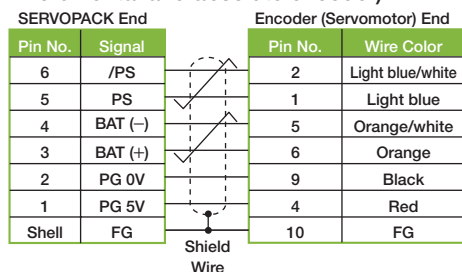 SERVOPACK End Encoder (Servomotor) End
Pin No. Signal Pin No. Wire Color
6 /PS 2 Light blue/white
5 PS 1 Light blue
4 BAT (−) 5 Orange/white
3 BAT (+) 6 Orange
2 PG 0V 9 Black
1 PG 5V 4 Red
Shell FG 10 FG
Shield
Wire